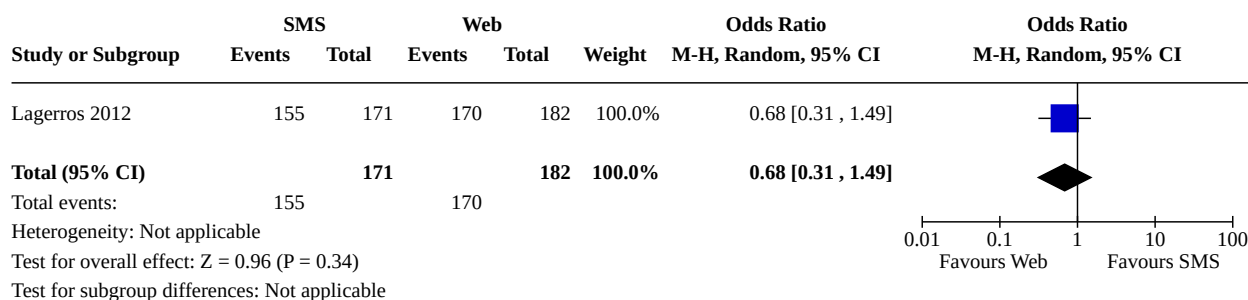 SMS Web Odds Ratio Odds Ratio
Study or Subgroup Events Total Events Total Weight M-H, Random, 95% CI M-H, Random, 95% CI
Lagerros 2012 155 171 170 182 100.0% 0.68 [0.31 , 1.49]
Total (95% CI) 171 182 100.0% 0.68 [0.31 , 1.49]
Total events: 155 170
Heterogeneity: Not applicable
Test for overall effect: Z = 0.96 (P = 0.34)
Test for subgroup differences: Not applicable
0.01 0.1 1 10 100
Favours Web Favours SMS